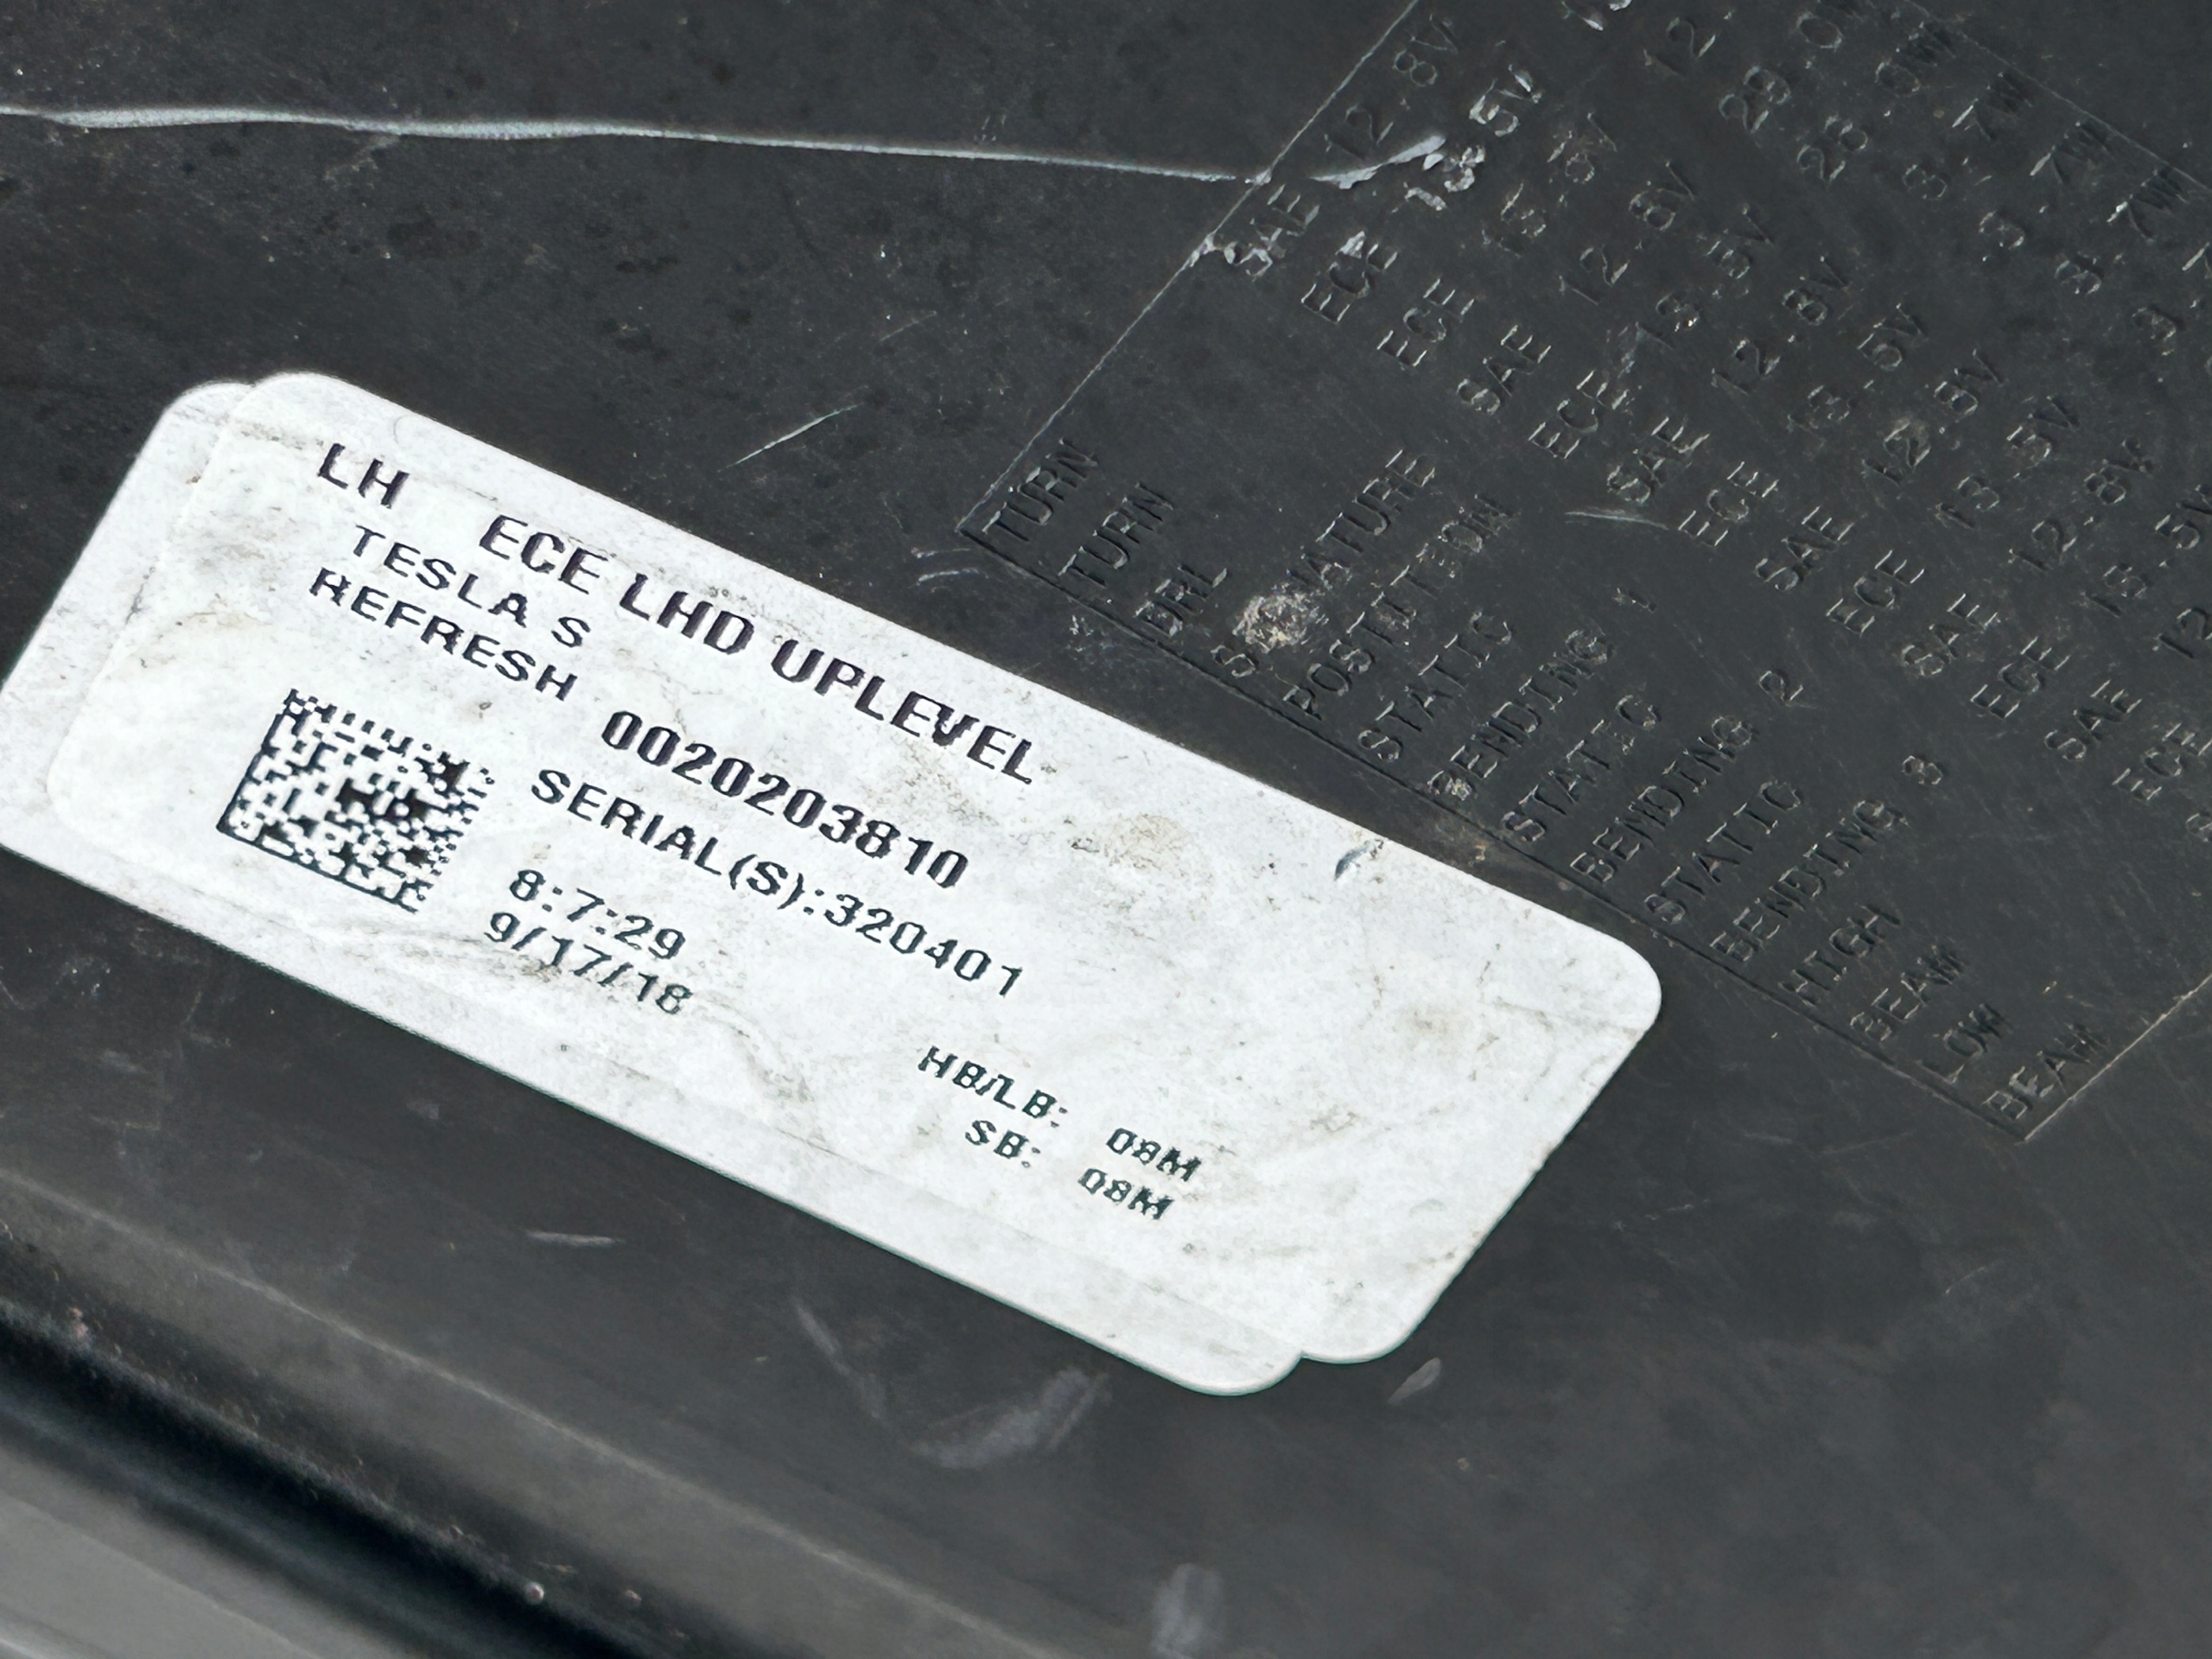 LH ECE LHD UPLEVEL
TESLA S
REFRESH 0020203810
SERIAL(S):320401
8:7:29
9/17/18
HB/LB: 08M
SB: 08M
TURN SAE 12.8V
TURN ECE 13.5V
DRL ECE 13.5V
SAE 12.8V
POSITION ECE 13.5V
STATIC SAE 12.8V
BENDING 1 ECE 13.5V
STATIC SAE 12.8V
BENDING 2 ECE 13.5V
STATIC SAE 12.8V
BENDING 3 ECE 13.5V
HIGH SAE
BEAM ECE
LOW
BEAM